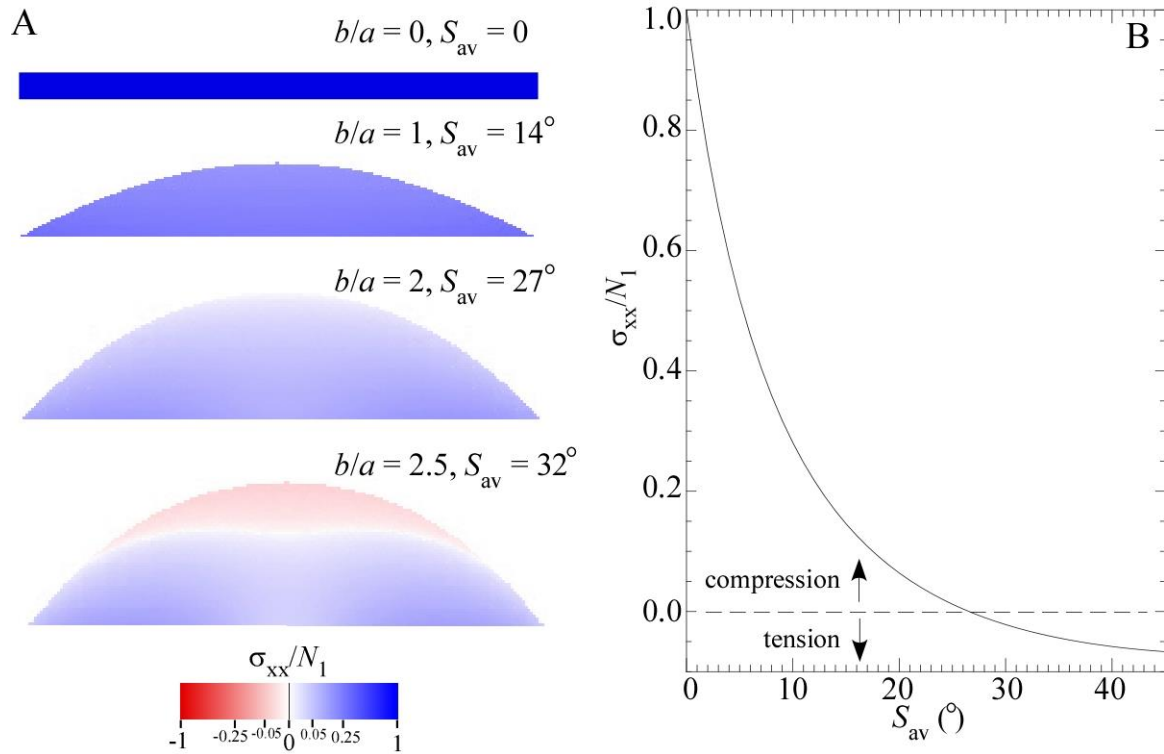 A
b/a = 0, S_av = 0
b/a = 1, S_av = 14°
b/a = 2, S_av = 27°
b/a = 2.5, S_av = 32°
σ_xx/N_1
-1 -0.25 -0.05 0 0.05 0.25 1
B
σ_xx/N_1
1.0
0.8
0.6
0.4
0.2
0.0
compression
tension
0 10 20 30 40
S_av (°)